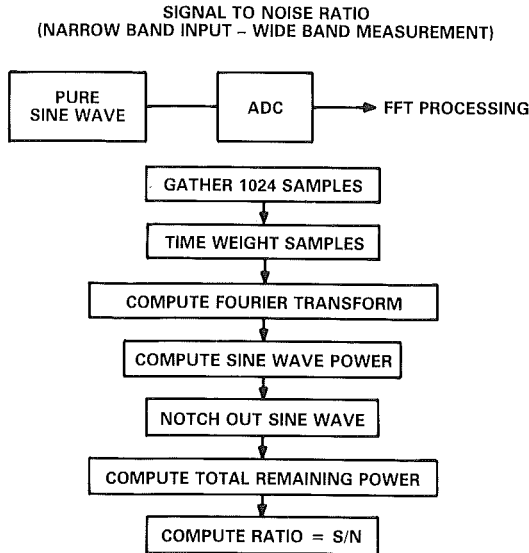 SIGNAL TO NOISE RATIO
(NARROW BAND INPUT – WIDE BAND MEASUREMENT)
PURE
SINE WAVE
ADC
FFT PROCESSING
GATHER 1024 SAMPLES
TIME WEIGHT SAMPLES
COMPUTE FOURIER TRANSFORM
COMPUTE SINE WAVE POWER
NOTCH OUT SINE WAVE
COMPUTE TOTAL REMAINING POWER
COMPUTE RATIO = S/N